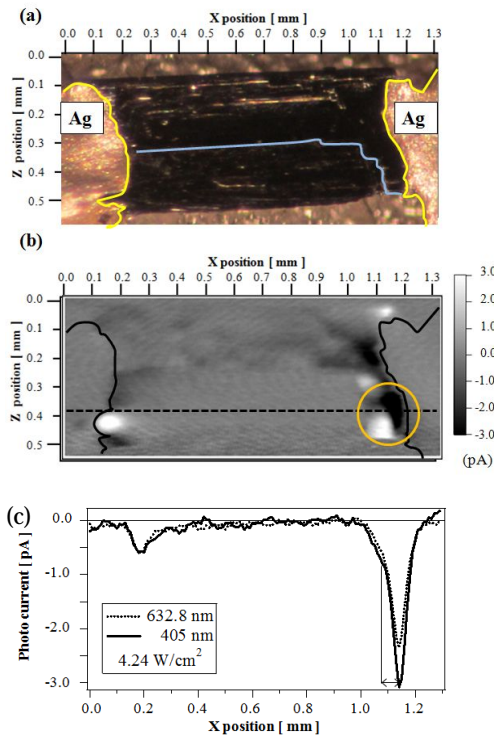 (a)
X position [ mm ]
0.0 0.1 0.2 0.3 0.4 0.5 0.6 0.7 0.8 0.9 1.0 1.1 1.2 1.3
Z position [ mm ]
0.0
0.1
0.2
0.3
0.4
0.5
Ag
Ag
(b)
X position [ mm ]
0.0 0.1 0.2 0.3 0.4 0.5 0.6 0.7 0.8 0.9 1.0 1.1 1.2 1.3
Z position [ mm ]
0.0
0.1
0.2
0.3
0.4
0.5
3.0
2.0
1.0
0.0
-1.0
-2.0
-3.0
(pA)
(c)
Photo current [ pA ]
0.0
-1.0
-2.0
-3.0
632.8 nm
405 nm
4.24 W/cm²
0.0 0.2 0.4 0.6 0.8 1.0 1.2
X position [ mm ]